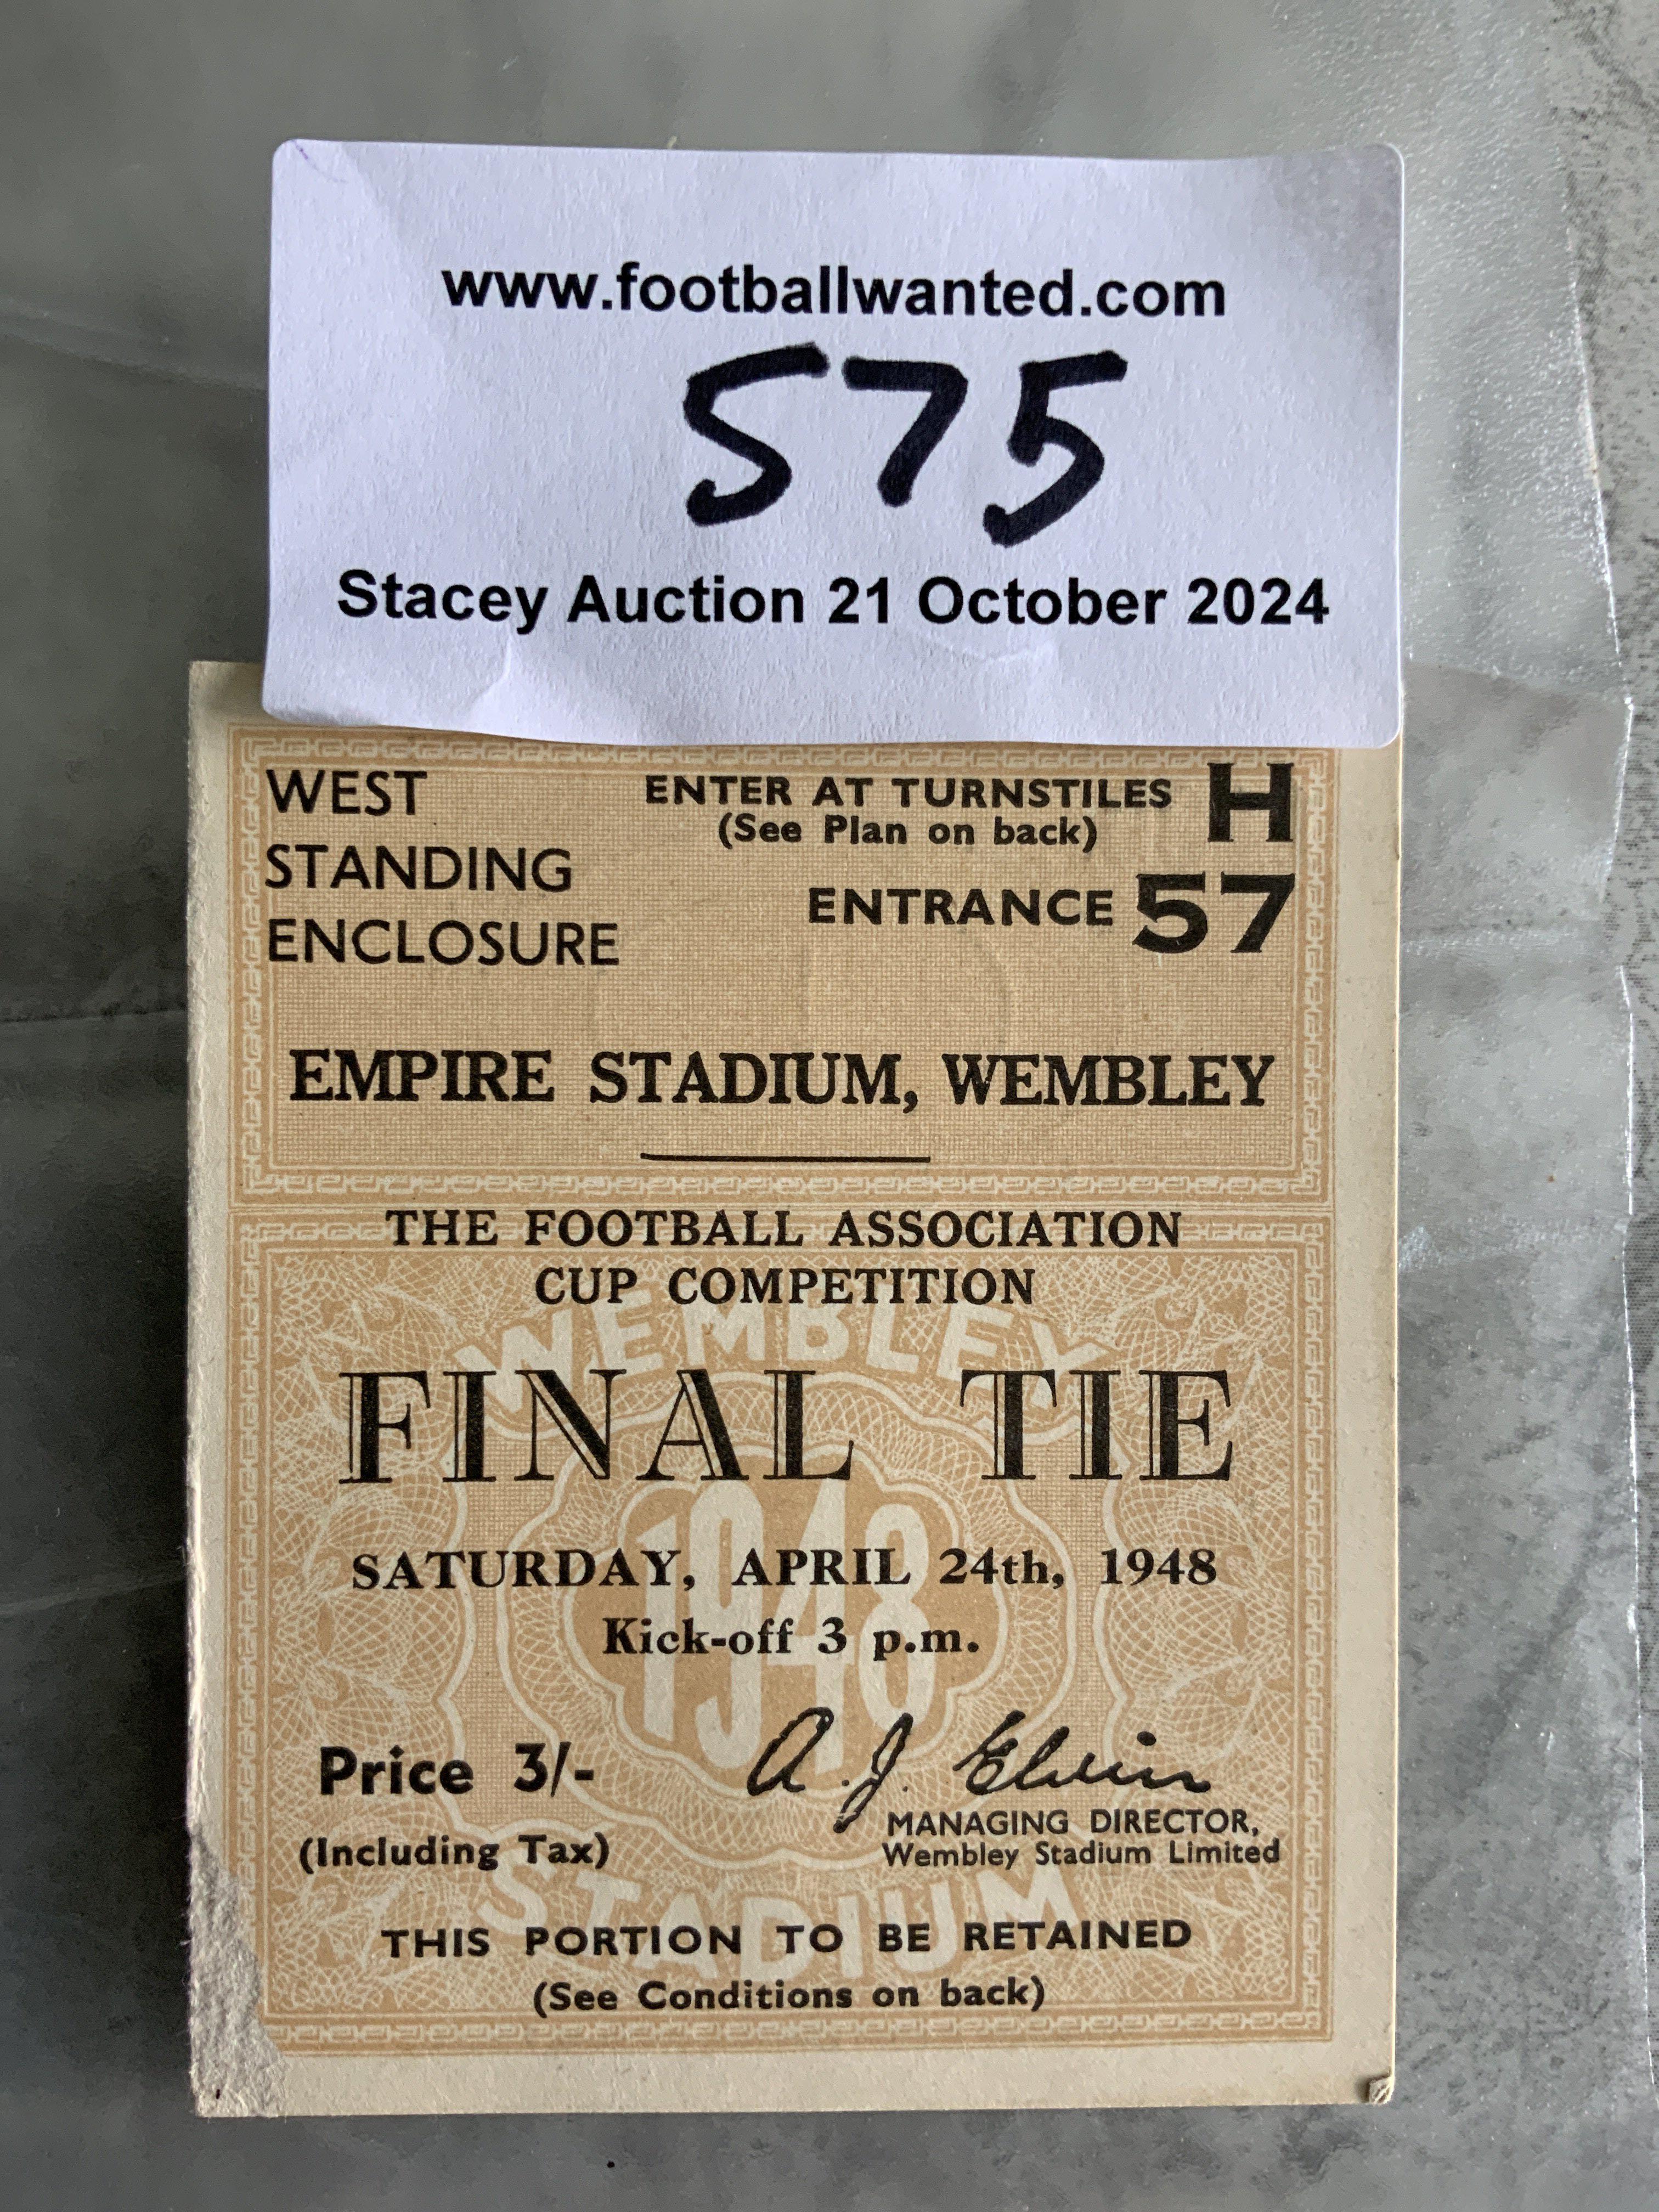 www.footballwanted.com
575
Stacey Auction 21 October 2024
WEST
STANDING
ENCLOSURE
ENTER AT TURNSTILES H
(See Plan on back)
ENTRANCE 57
EMPIRE STADIUM, WEMBLEY
THE FOOTBALL ASSOCIATION
CUP COMPETITION
WEMBLEY
FINAL TIE
1948
SATURDAY, APRIL 24th, 1948
Kick-off 3 p.m.
Price 3/-
(Including Tax)
A. J. Elvin
MANAGING DIRECTOR,
Wembley Stadium Limited
STADIUM
THIS PORTION TO BE RETAINED
(See Conditions on back)